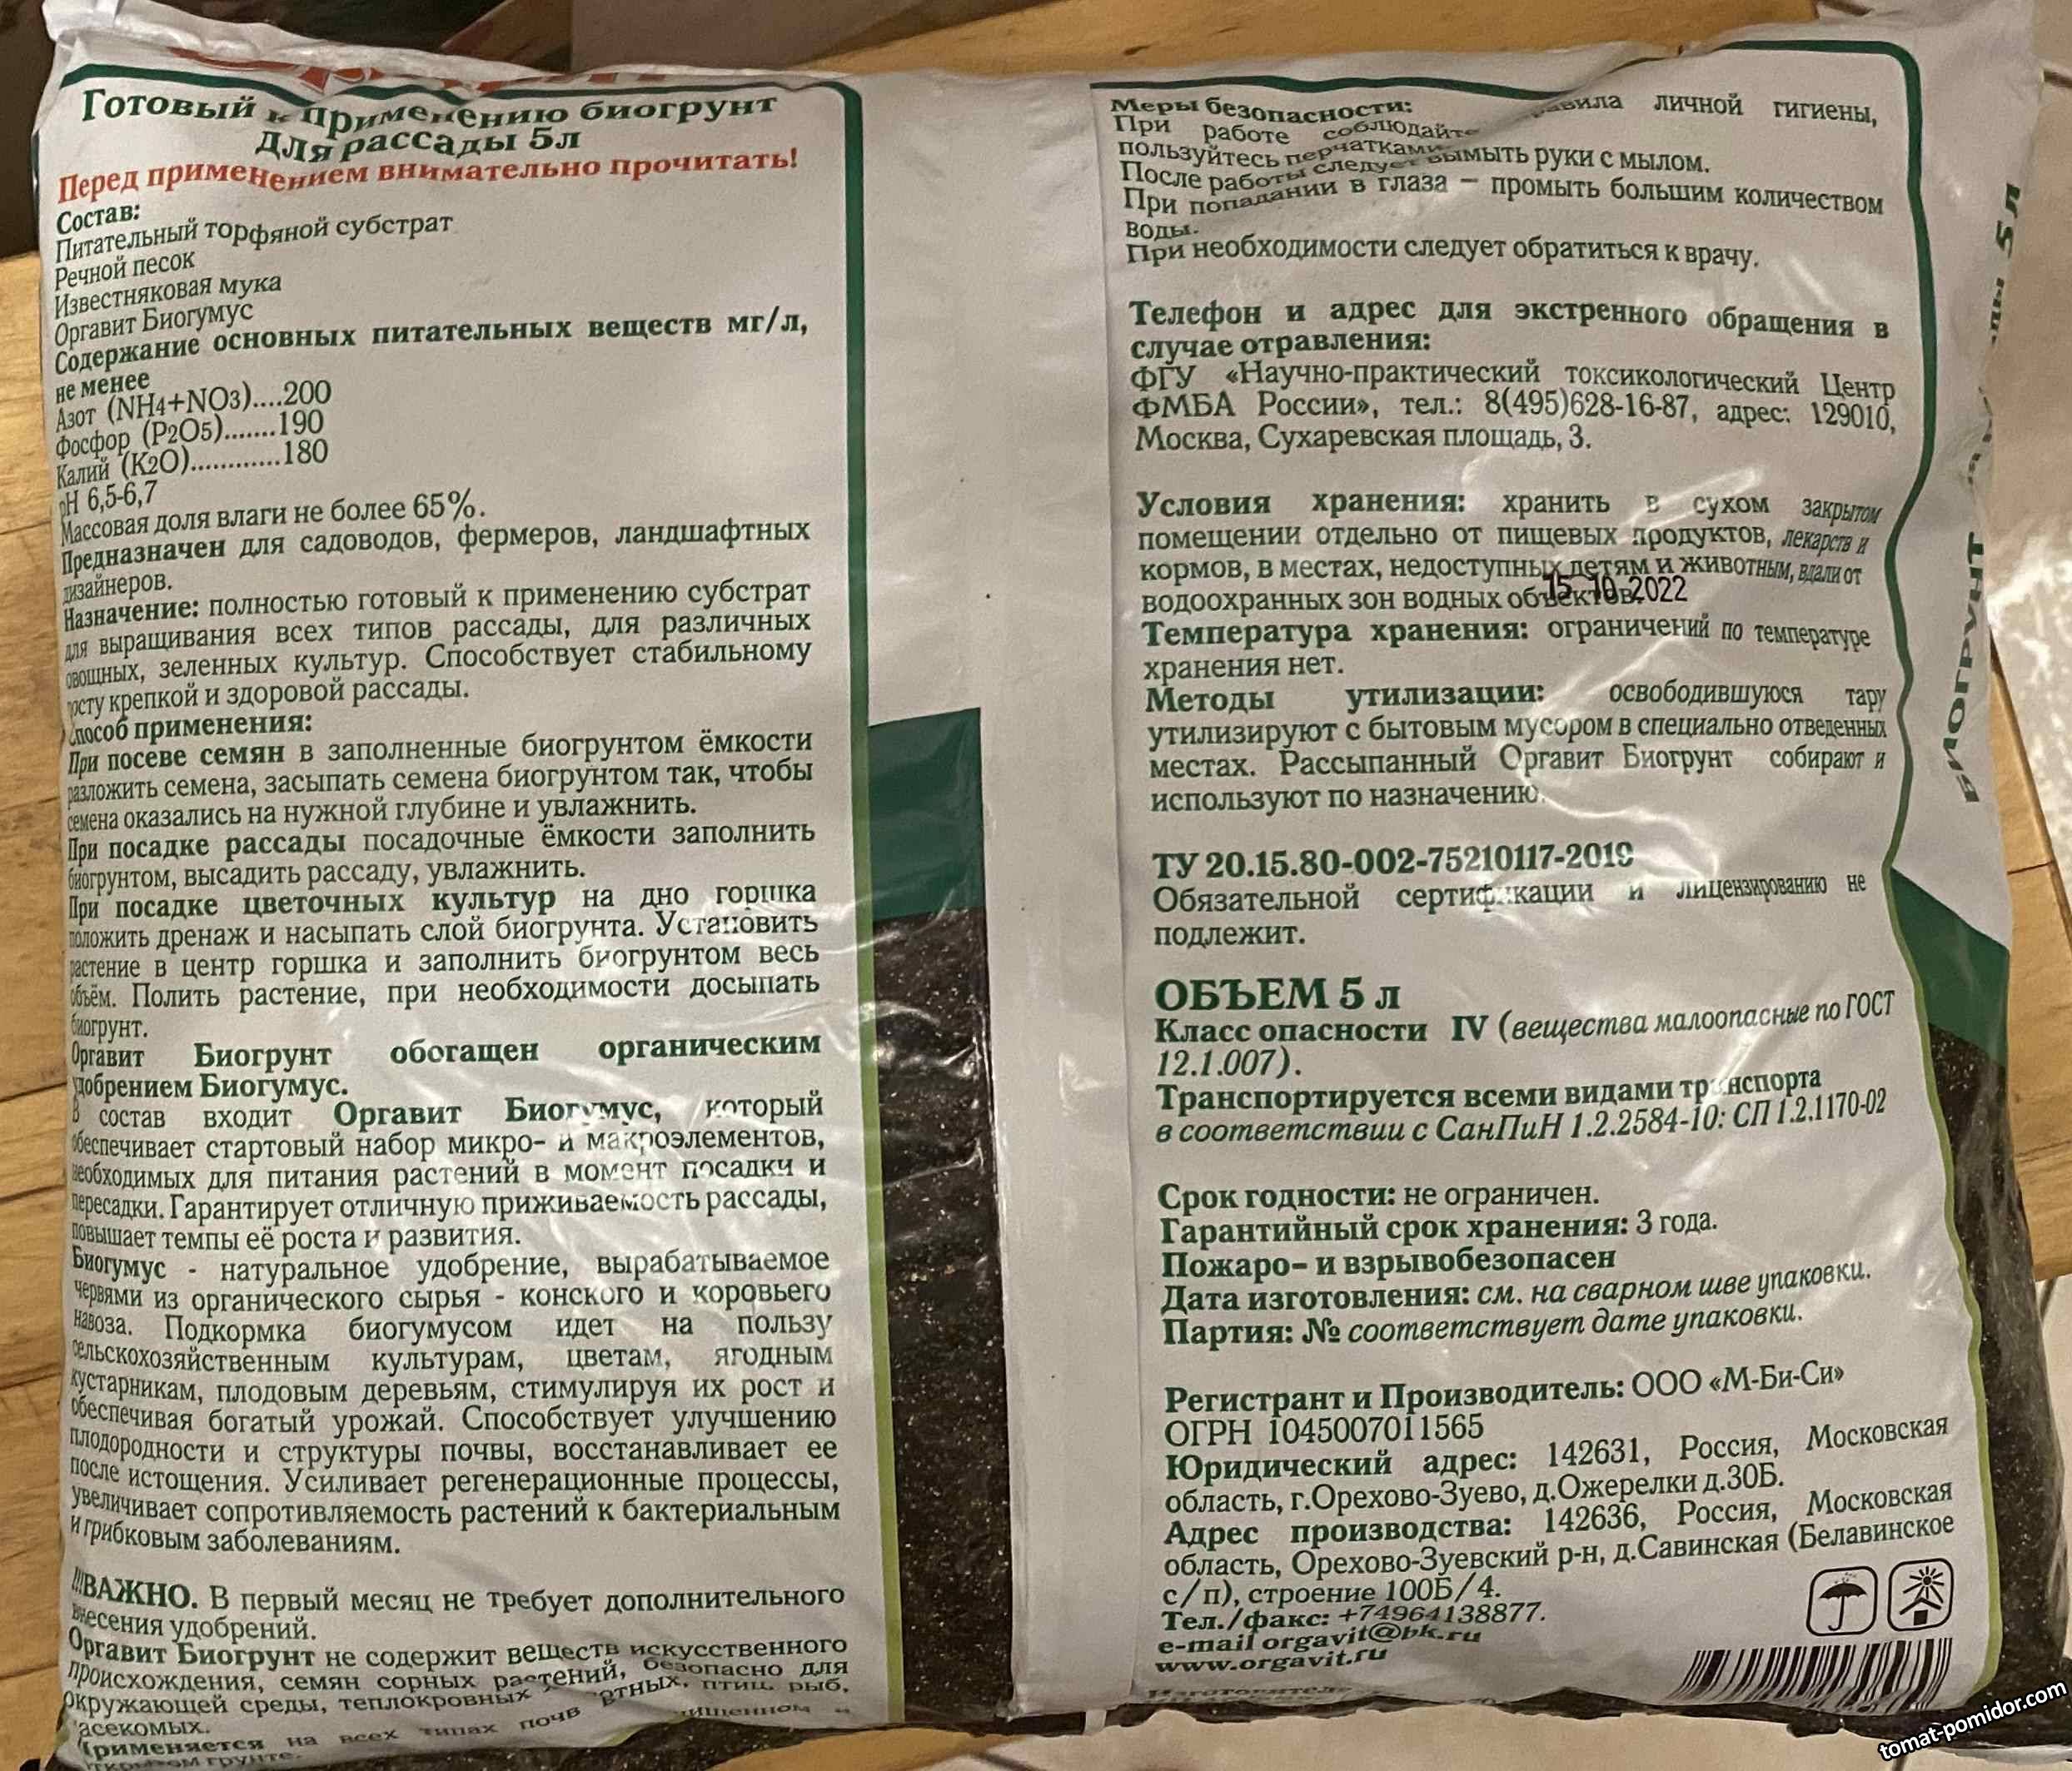 Готовый к применению биогрунт
Для рассады 5л
Перед применением внимательно прочитать!
Состав:
Питательный торфяной субстрат
Речной песок
Известняковая мука
Оргавит Биогумус
Содержание основных питательных веществ мг/л,
не менее
Азот (NH4+NO3)....200
Фосфор (P2O5).......190
Калий (K2O).............180
pH 6,5-6,7
Массовая доля влаги не более 65%.
Предназначен для садоводов, фермеров, ландшафтных
дизайнеров.
Назначение: полностью готовый к применению субстрат
для выращивания всех типов рассады, для различных
овощных, зеленных культур. Способствует стабильному
росту крепкой и здоровой рассады.
Способ применения:
При посеве семян в заполненные биогрунтом ёмкости
разложить семена, засыпать семена биогрунтом так, чтобы
семена оказались на нужной глубине и увлажнить.
При посадке рассады посадочные ёмкости заполнить
биогрунтом, высадить рассаду, увлажнить.
При посадке цветочных культур на дно горшка
положить дренаж и насыпать слой биогрунта. Установить
растение в центр горшка и заполнить биогрунтом весь
объём. Полить растение, при необходимости досыпать
биогрунт.
Оргавит Биогрунт обогащен органическим
удобрением Биогумус.
В состав входит Оргавит Биогумус, который
обеспечивает стартовый набор микро- и макроэлементов,
необходимых для питания растений в момент посадки и
пересадки. Гарантирует отличную приживаемость рассады,
повышает темпы её роста и развития.
Биогумус - натуральное удобрение, вырабатываемое
червями из органического сырья - конского и коровьего
навоза. Подкормка биогумусом идет на пользу
сельскохозяйственным культурам, цветам, ягодным
кустарникам, плодовым деревьям, стимулируя их рост и
обеспечивая богатый урожай. Способствует улучшению
плодородности и структуры почвы, восстанавливает ее
после истощения. Усиливает регенерационные процессы,
увеличивает сопротивляемость растений к бактериальным
и грибковым заболеваниям.
!!!ВАЖНО. В первый месяц не требует дополнительного
внесения удобрений.
Оргавит Биогрунт не содержит веществ искусственного
происхождения, семян сорных растений, безопасно для
окружающей среды, теплокровных птиц, рыб,
насекомых.
Применяется на всех типах почв
грунте.
Меры безопасности:
При работе соблюдайте правила личной гигиены,
пользуйтесь перчатками.
После работы следует вымыть руки с мылом.
При попадании в глаза – промыть большим количеством
воды.
При необходимости следует обратиться к врачу.
Телефон и адрес для экстренного обращения в
случае отравления:
ФГУ «Научно-практический токсикологический Центр
ФМБА России», тел.: 8(495)628-16-87, адрес: 129010,
Москва, Сухаревская площадь, 3.
Условия хранения: хранить в сухом закрытом
помещении отдельно от пищевых продуктов, лекарств и
кормов, в местах, недоступных детям и животным, вдали от
водоохранных зон водных объектов.
15 10 2022
Температура хранения: ограничений по температуре
хранения нет.
Методы утилизации: освободившуюся тару
утилизируют с бытовым мусором в специально отведенных
местах. Рассыпанный Оргавит Биогрунт собирают и
используют по назначению.
ТУ 20.15.80-002-75210117-2019
Обязательной сертификации и лицензированию не
подлежит.
ОБЪЕМ 5 л
Класс опасности IV (вещества малоопасные по ГОСТ
12.1.007).
Транспортируется всеми видами транспорта
в соответствии с СанПиН 1.2.2584-10: СП 1.2.1170-02
Срок годности: не ограничен.
Гарантийный срок хранения: 3 года.
Пожаро- и взрывобезопасен
Дата изготовления: см. на сварном шве упаковки.
Партия: № соответствует дате упаковки.
Регистрант и Производитель: ООО «М-Би-Си»
ОГРН 1045007011565
Юридический адрес: 142631, Россия, Московская
область, г.Орехово-Зуево, д.Ожерелки д.30Б.
Адрес производства: 142636, Россия, Московская
область, Орехово-Зуевский р-н, д.Савинская (Белавинское
с/п), строение 100Б/4.
Тел./факс: +74964138877.
e-mail orgavit@bk.ru
www.orgavit.ru
БИОГРУНТ
5 л
tomat-pomidor.com